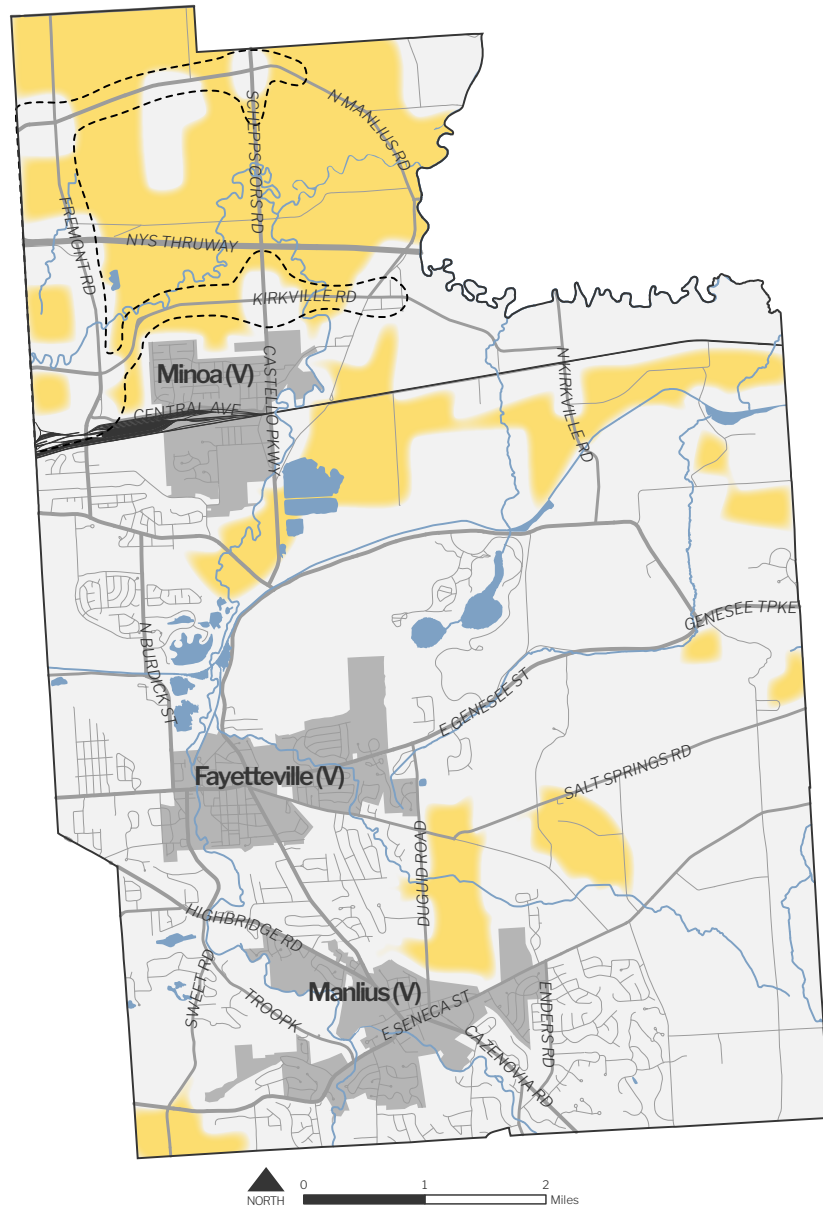 N MANLIUS RD
SCHEPPS CORS RD
FREMONT RD
NYS THRUWAY
KIRKVILLE RD
Minoa (V)
CASTELLO PKWY
N KIRKVILLE RD
CENTRAL AVE
GENESEE TPKE
N BURDICK ST
E GENESEE ST
Fayetteville (V)
SALT SPRINGS RD
DUGUID ROAD
HIGHBRIDGE RD
SWEET RD
Manlius (V)
TROOP K
E SENECA ST
ENDERS RD
CAZENOVIA RD
0 1 2
NORTH
Miles